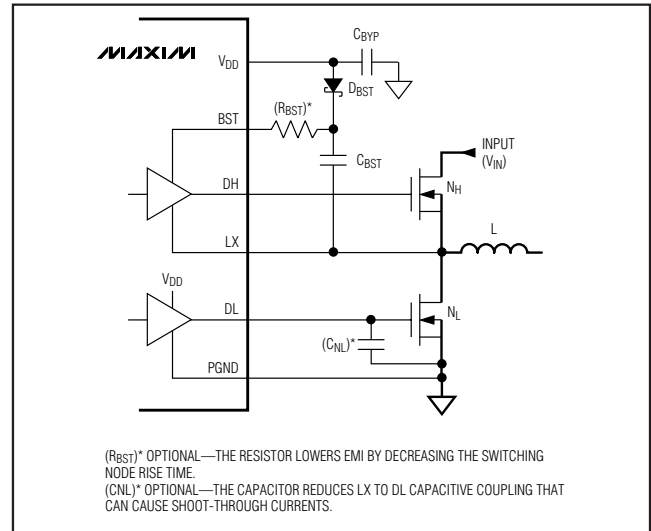 MAXIM
CBYP
VDD
DBST
(RBST)*
BST
INPUT
(VIN)
CBST
DH
NH
L
LX
VDD
DL
NL
(CNL)*
PGND
(RBST)* OPTIONAL—THE RESISTOR LOWERS EMI BY DECREASING THE SWITCHING
NODE RISE TIME.
(CNL)* OPTIONAL—THE CAPACITOR REDUCES LX TO DL CAPACITIVE COUPLING THAT
CAN CAUSE SHOOT-THROUGH CURRENTS.